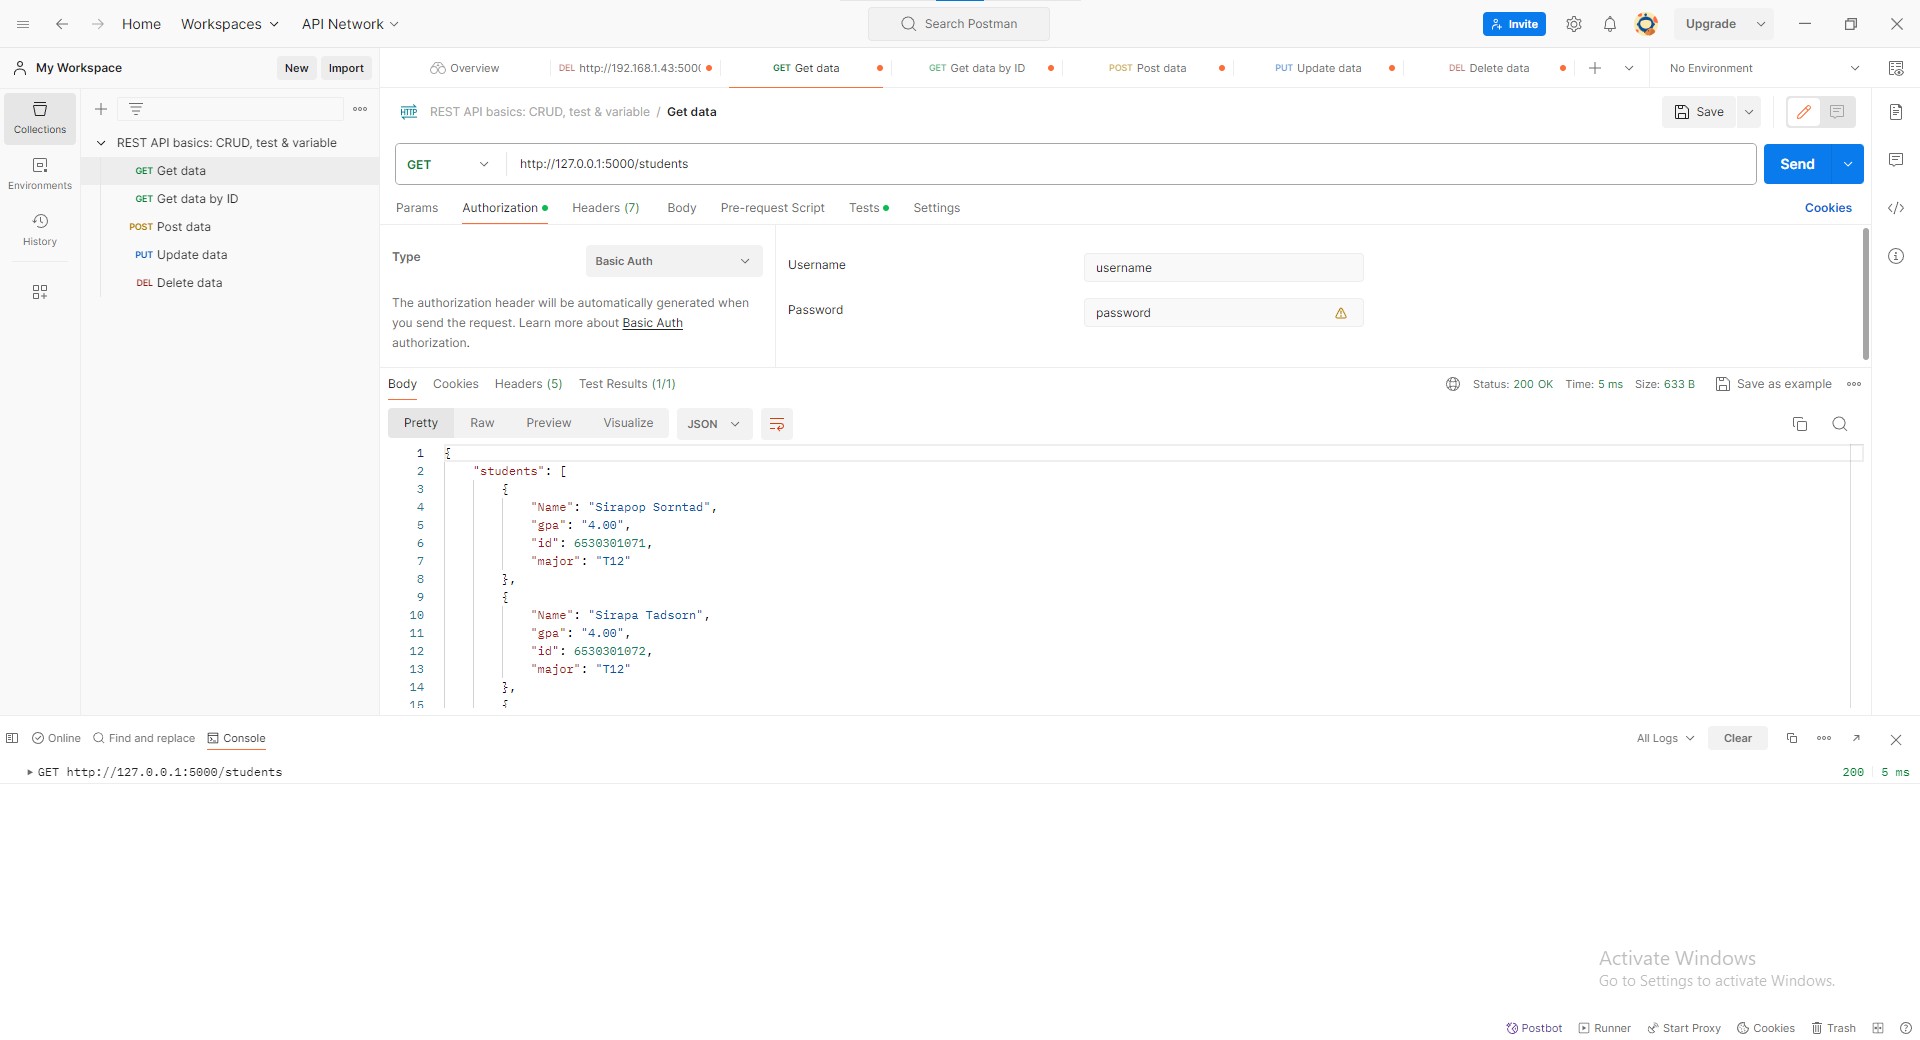 Home Workspaces API Network Search Postman Invite Upgrade
My Workspace New Import Overview DEL http://192.168.1.43:500( GET Get data GET Get data by ID POST Post data PUT Update data DEL Delete data No Environment
Collections
Environments
History
REST API basics: CRUD, test & variable
GET Get data
GET Get data by ID
POST Post data
PUT Update data
DEL Delete data
HTTP REST API basics: CRUD, test & variable / Get data Save
GET http://127.0.0.1:5000/students Send
Params Authorization Headers (7) Body Pre-request Script Tests Settings Cookies
Type Basic Auth
The authorization header will be automatically generated when
you send the request. Learn more about Basic Auth
authorization.
Username username
Password password
Body Cookies Headers (5) Test Results (1/1) Status: 200 OK Time: 5 ms Size: 633 B Save as example
Pretty Raw Preview Visualize JSON
1 {
2 "students": [
3 {
4 "Name": "Sirapop Sorntad",
5 "gpa": "4.00",
6 "id": 6530301071,
7 "major": "T12"
8 },
9 {
10 "Name": "Sirapa Tadsorn",
11 "gpa": "4.00",
12 "id": 6530301072,
13 "major": "T12"
14 },
15 {
Online Find and replace Console All Logs Clear
GET http://127.0.0.1:5000/students 200 5 ms
Activate Windows
Go to Settings to activate Windows.
Postbot Runner Start Proxy Cookies Trash